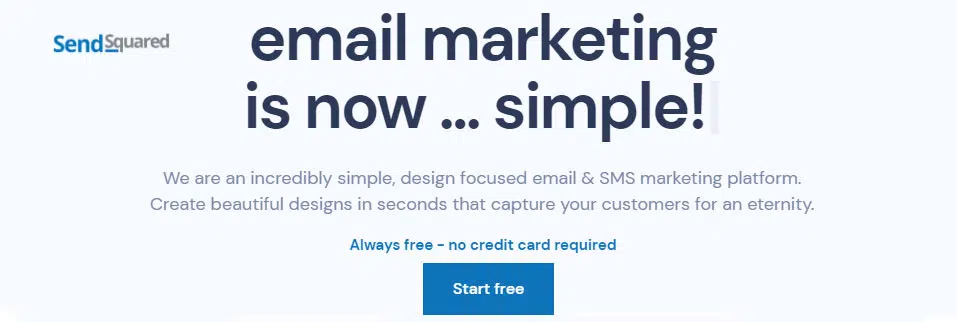 SendSquared
email marketing
is now ... simple!
We are an incredibly simple, design focused email & SMS marketing platform.
Create beautiful designs in seconds that capture your customers for an eternity.
Always free - no credit card required
Start free